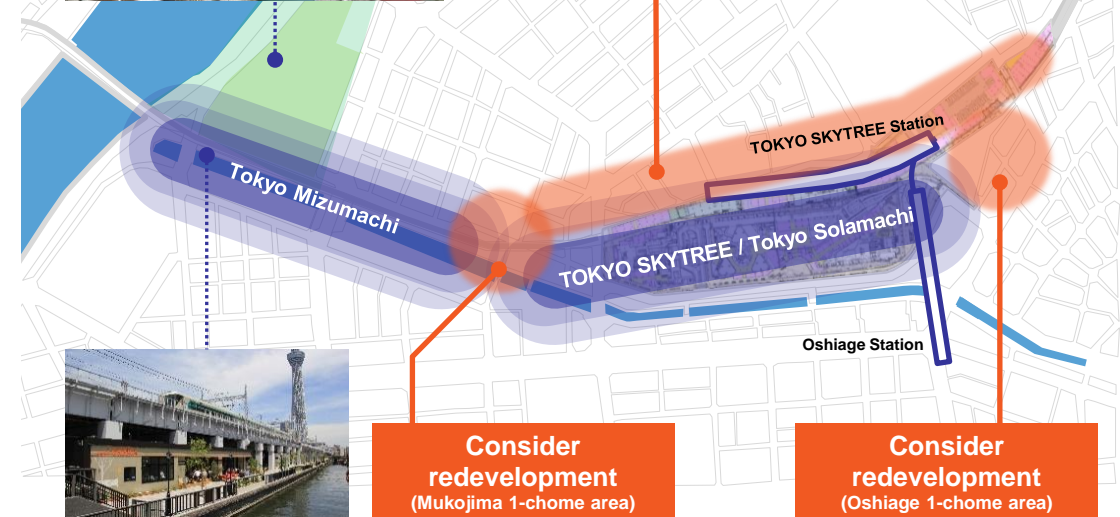 TOKYO SKYTREE Station
Tokyo Mizumachi
TOKYO SKYTREE / Tokyo Solamachi
Oshiage Station
Consider
redevelopment
(Mukojima 1-chome area)
Consider
redevelopment
(Oshiage 1-chome area)